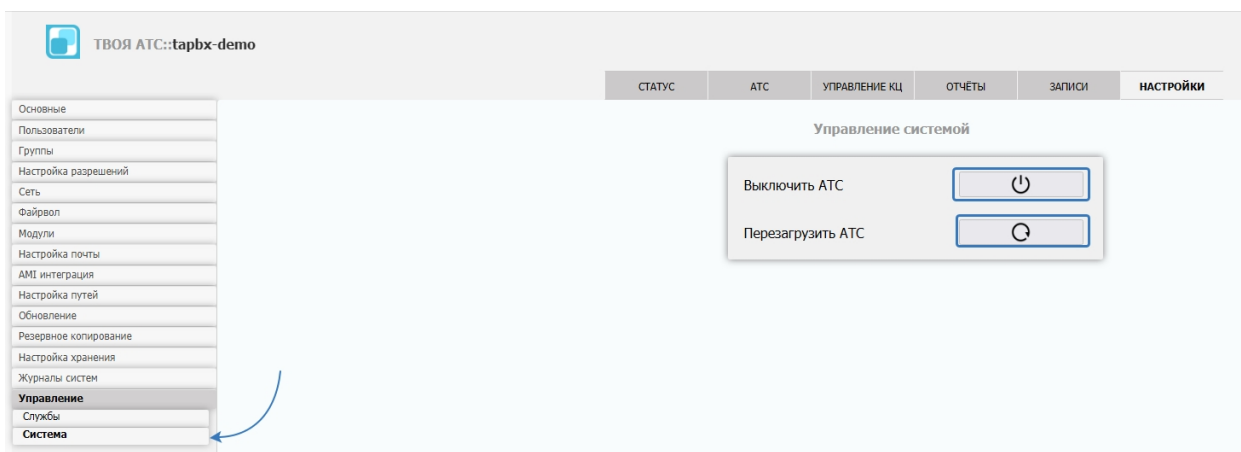 ТВОЯ АТС::tapbx-demo
СТАТУС АТС УПРАВЛЕНИЕ КЦ ОТЧЁТЫ ЗАПИСИ НАСТРОЙКИ
Основные
Пользователи
Группы
Настройка разрешений
Сеть
Файрвол
Модули
Настройка почты
AMI интеграция
Настройка путей
Обновление
Резервное копирование
Настройка хранения
Журналы систем
Управление
Службы
Система
Управление системой
Выключить АТС
Перезагрузить АТС